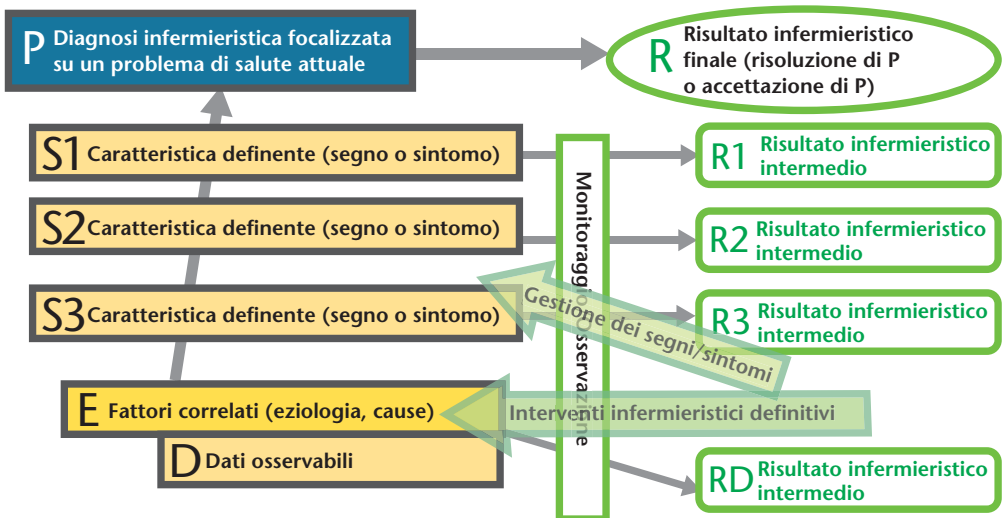 P Diagnosi infermieristica focalizzata
su un problema di salute attuale
R Risultato infermieristico
finale (risoluzione di P
o accettazione di P)
S1 Caratteristica definente (segno o sintomo)
R1 Risultato infermieristico
intermedio
S2 Caratteristica definente (segno o sintomo)
R2 Risultato infermieristico
intermedio
S3 Caratteristica definente (segno o sintomo)
R3 Risultato infermieristico
intermedio
Monitoraggio/Osservazione
Gestione dei segni/sintomi
E Fattori correlati (eziologia, cause)
Interventi infermieristici definitivi
D Dati osservabili
RD Risultato infermieristico
intermedio